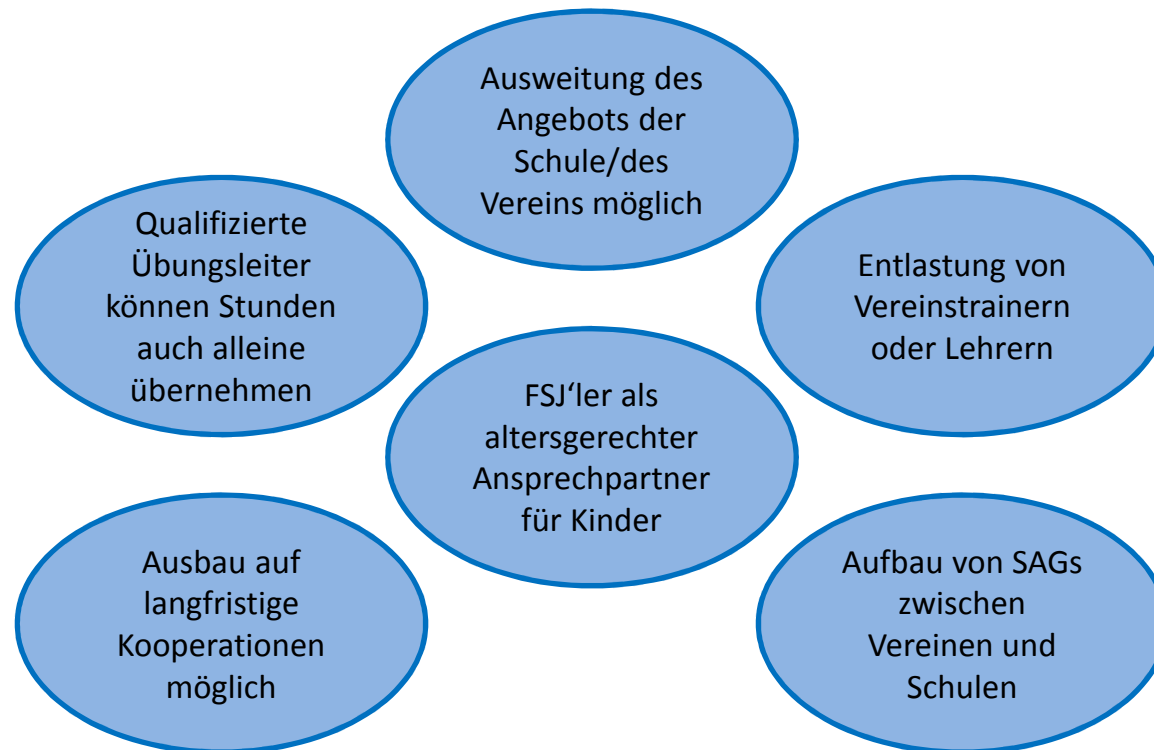 Ausweitung des
Angebots der
Schule/des
Vereins möglich
Qualifizierte
Übungsleiter
können Stunden
auch alleine
übernehmen
Entlastung von
Vereinstrainern
oder Lehrern
FSJ‘ler als
altersgerechter
Ansprechpartner
für Kinder
Ausbau auf
langfristige
Kooperationen
möglich
Aufbau von SAGs
zwischen
Vereinen und
Schulen